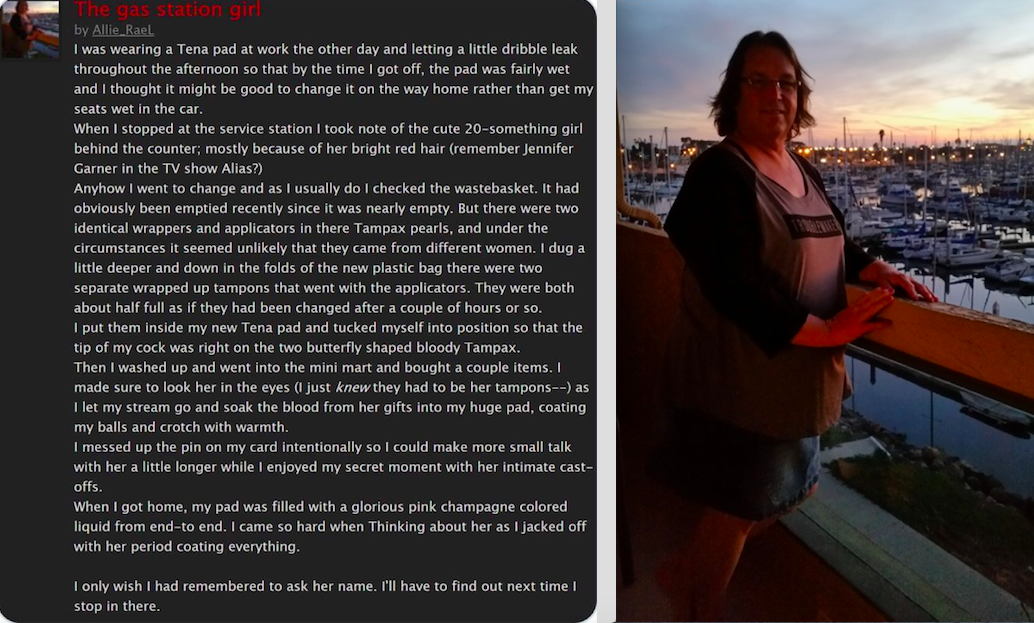 The gas station girl
by Allie_RaeL
I was wearing a Tena pad at work the other day and letting a little dribble leak
throughout the afternoon so that by the time I got off, the pad was fairly wet
and I thought it might be good to change it on the way home rather than get my
seats wet in the car.
When I stopped at the service station I took note of the cute 20-something girl
behind the counter; mostly because of her bright red hair (remember Jennifer
Garner in the TV show Alias?)
Anyhow I went to change and as I usually do I checked the wastebasket. It had
obviously been emptied recently since it was nearly empty. But there were two
identical wrappers and applicators in there Tampax pearls, and under the
circumstances it seemed unlikely that they came from different women. I dug a
little deeper and down in the folds of the new plastic bag there were two
separate wrapped up tampons that went with the applicators. They were both
about half full as if they had been changed after a couple of hours or so.
I put them inside my new Tena pad and tucked myself into position so that the
tip of my cock was right on the two butterfly shaped bloody Tampax.
Then I washed up and went into the mini mart and bought a couple items. I
made sure to look her in the eyes (I just knew they had to be her tampons--) as
I let my stream go and soak the blood from her gifts into my huge pad, coating
my balls and crotch with warmth.
I messed up the pin on my card intentionally so I could make more small talk
with her a little longer while I enjoyed my secret moment with her intimate cast-
offs.
When I got home, my pad was filled with a glorious pink champagne colored
liquid from end-to end. I came so hard when Thinking about her as I jacked off
with her period coating everything.
I only wish I had remembered to ask her name. I'll have to find out next time I
stop in there.